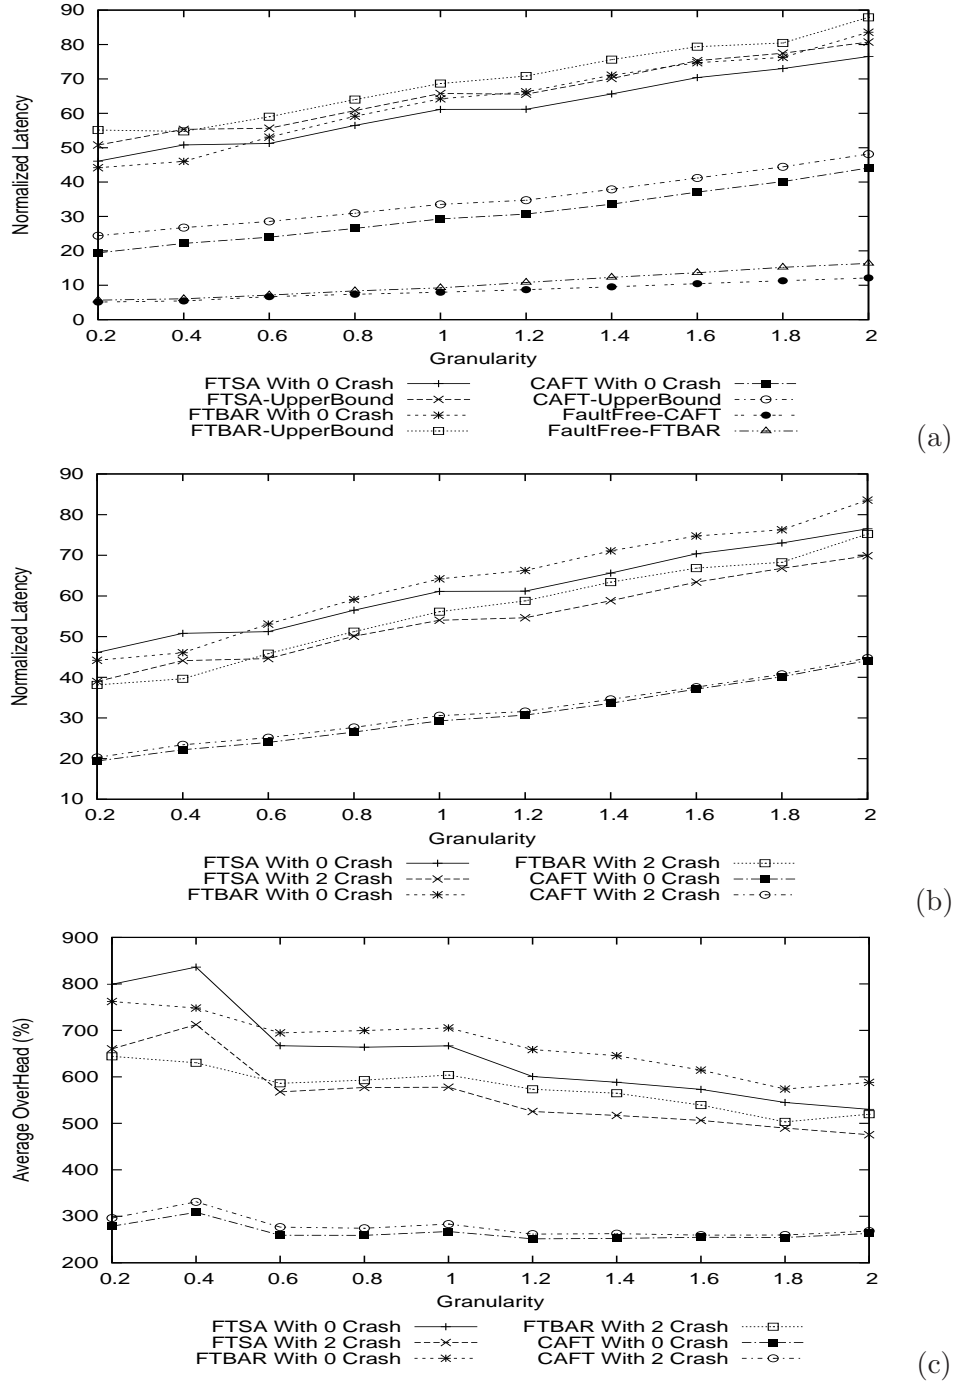 90
80
70
60
50
40
30
20
10
0
Normalized Latency
0.2 0.4 0.6 0.8 1 1.2 1.4 1.6 1.8 2
Granularity
FTSA With 0 Crash
FTSA-UpperBound
FTBAR With 0 Crash
FTBAR-UpperBound
CAFT With 0 Crash
CAFT-UpperBound
FaultFree-CAFT
FaultFree-FTBAR
(a)
90
80
70
60
50
40
30
20
10
Normalized Latency
0.2 0.4 0.6 0.8 1 1.2 1.4 1.6 1.8 2
Granularity
FTSA With 0 Crash
FTSA With 2 Crash
FTBAR With 0 Crash
FTBAR With 2 Crash
CAFT With 0 Crash
CAFT With 2 Crash
(b)
900
800
700
600
500
400
300
200
Average OverHead (%)
0.2 0.4 0.6 0.8 1 1.2 1.4 1.6 1.8 2
Granularity
FTSA With 0 Crash
FTSA With 2 Crash
FTBAR With 0 Crash
FTBAR With 2 Crash
CAFT With 0 Crash
CAFT With 2 Crash
(c)